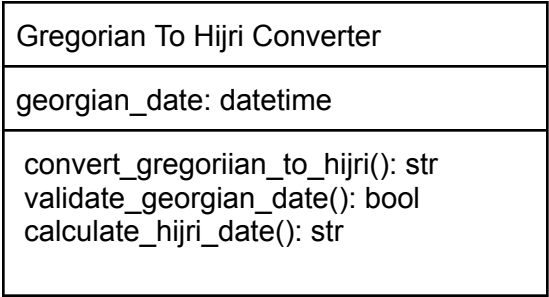 Gregorian To Hijri Converter
georgian_date: datetime
convert_gregoriian_to_hijri(): str
validate_georgian_date(): bool
calculate_hijri_date(): str